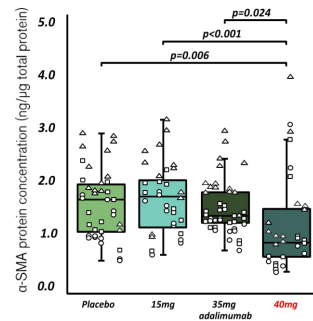 p=0.024
p<0.001
p=0.006
α-SMA protein concentration (ng/µg total protein)
5.0
4.0
3.0
2.0
1.0
0.0
Placebo 15mg 35mg 40mg
adalimumab